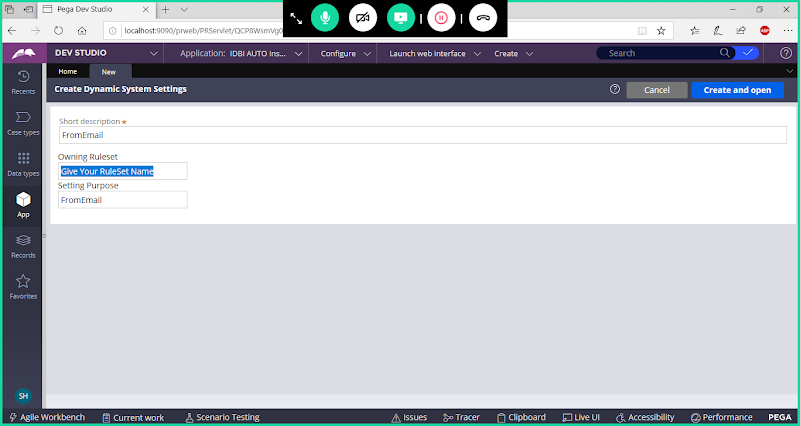 Pega Dev Studio
localhost:9090/prweb/PRServlet/QCP8WsmVg0
ABP
DEV STUDIO
Application: IDBI AUTO Ins...
Configure
Launch web interface
Create
Search
Recents
Home
New
Create Dynamic System Settings
Cancel
Create and open
Case types
Short description
FromEmail
Owning Ruleset
Give Your RuleSet Name
Setting Purpose
FromEmail
Data types
App
Records
Favorites
SH
Agile Workbench
Current work
Scenario Testing
Issues
Tracer
Clipboard
Live UI
Accessibility
Performance
PEGA